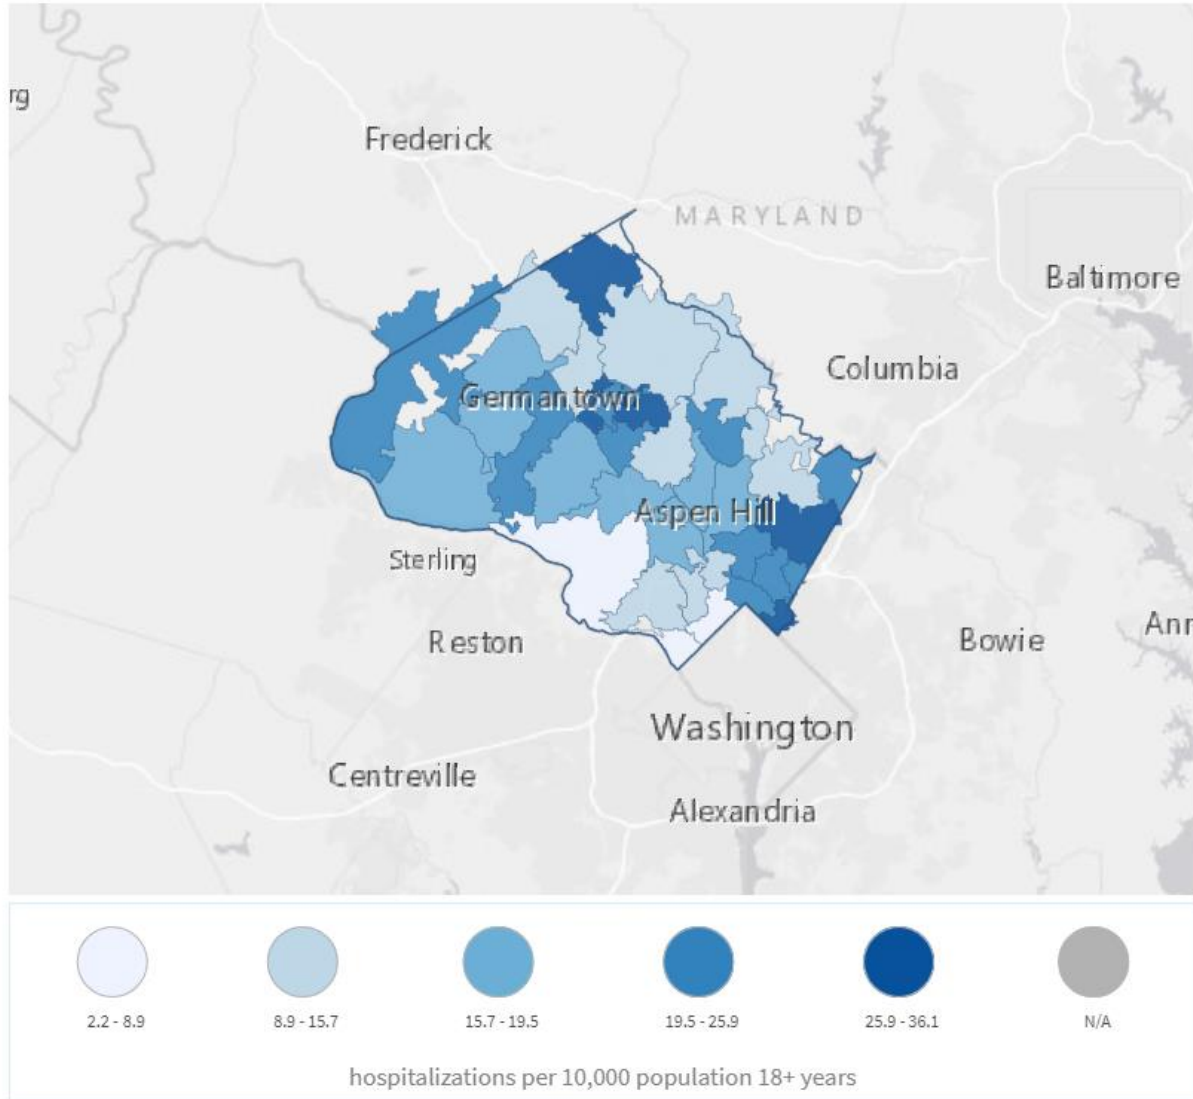 rg
Frederick
MARYLAND
Baltimore
Columbia
Germantown
Aspen Hill
Sterling
Reston
Bowie
Ann
Washington
Centreville
Alexandria
2.2 - 8.9
8.9 - 15.7
15.7 - 19.5
19.5 - 25.9
25.9 - 36.1
N/A
hospitalizations per 10,000 population 18+ years